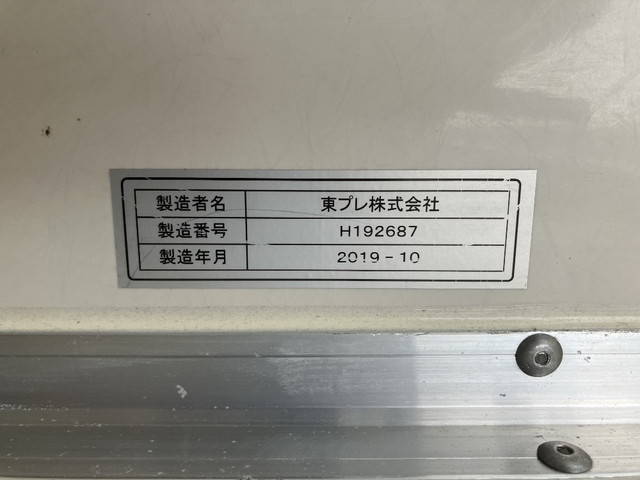 製造者名 東プレ株式会社
製造番号 H192687
製造年月 2019-10